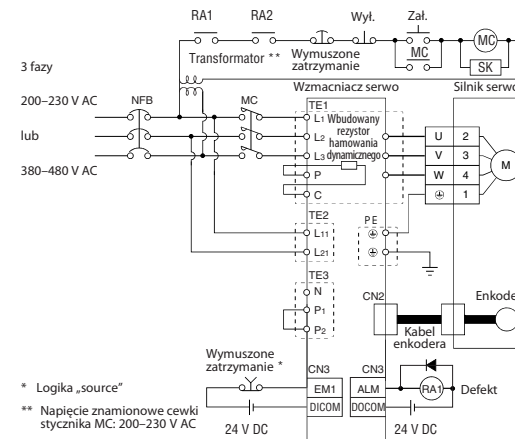 RA1 RA2 Wył. Zał.
MC
Transformator ** Wymuszone
zatrzymanie
MC
SK
3 fazy
Wzmacniacz serwo Silnik serwo
200–230 V AC NFB MC
TE1
L1 Wbudowany
rezystor
hamowania
dynamicznego
lub
L2
L3
380–480 V AC
P
C
U 2
V 3
W 4
1
M
TE2
PE
L11
L21
TE3
N
P1
P2
CN2
Kabel
enkodera
Wymuszone
zatrzymanie *
CN3 CN3
* Logika „source”
EM1 ALM RA1 Defekt
DICOM DOCOM
** Napięcie znamionowe cewki
stycznika MC: 200–230 V AC
24 V DC 24 V DC